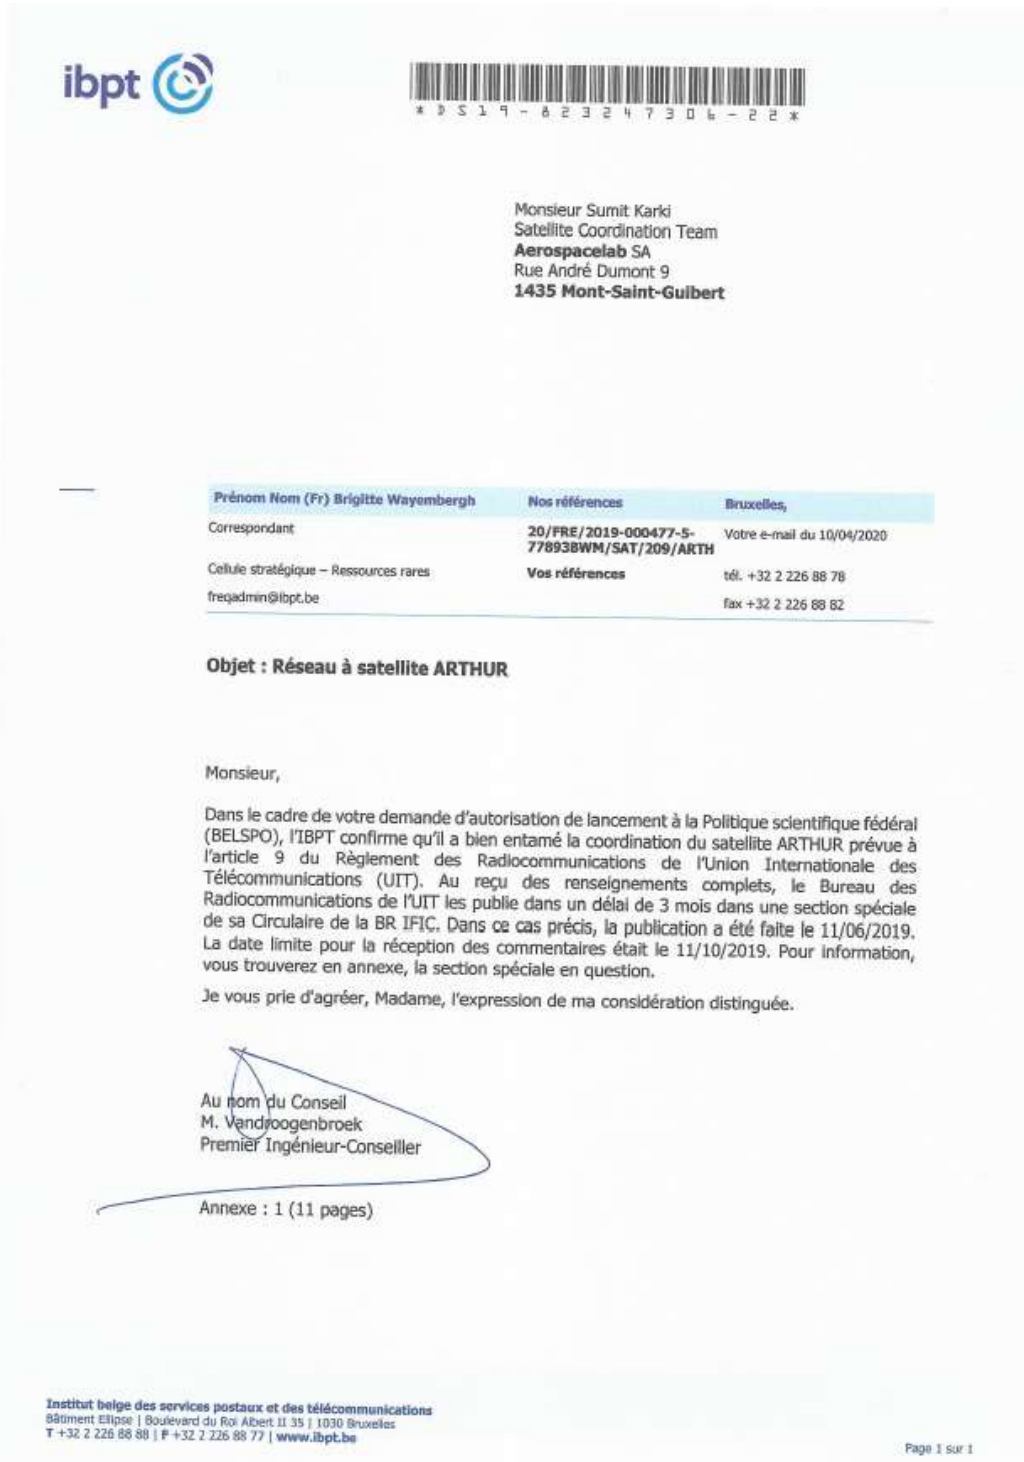 ibpt
*DS19-823247306-22*
Monsieur Sumit Karki
Satellite Coordination Team
Aerospacelab SA
Rue André Dumont 9
1435 Mont-Saint-Guibert
Prénom Nom (Fr) Brigitte Wayembergh
Nos références
Bruxelles,
Correspondant
20/FRE/2019-000477-5-
77893BWM/SAT/209/ARTH
Votre e-mail du 10/04/2020
Cellule stratégique – Ressources rares
Vos références
tél. +32 2 226 88 78
freqadmin@ibpt.be
fax +32 2 226 88 82
Objet : Réseau à satellite ARTHUR
Monsieur,
Dans le cadre de votre demande d'autorisation de lancement à la Politique scientifique fédéral
(BELSPO), l'IBPT confirme qu'il a bien entamé la coordination du satellite ARTHUR prévue à
l'article 9 du Règlement des Radiocommunications de l'Union Internationale des
Télécommunications (UIT). Au reçu des renseignements complets, le Bureau des
Radiocommunications de l'UIT les publie dans un délai de 3 mois dans une section spéciale
de sa Circulaire de la BR IFIC. Dans ce cas précis, la publication a été faite le 11/06/2019.
La date limite pour la réception des commentaires était le 11/10/2019. Pour information,
vous trouverez en annexe, la section spéciale en question.
Je vous prie d'agréer, Madame, l'expression de ma considération distinguée.
Au nom du Conseil
M. Vandroogenbroek
Premier Ingénieur-Conseiller
Annexe : 1 (11 pages)
Institut belge des services postaux et des télécommunications
Bâtiment Ellipse | Boulevard du Roi Albert II 35 | 1030 Bruxelles
T +32 2 226 88 88 | F +32 2 226 88 77 | www.ibpt.be
Page 1 sur 1